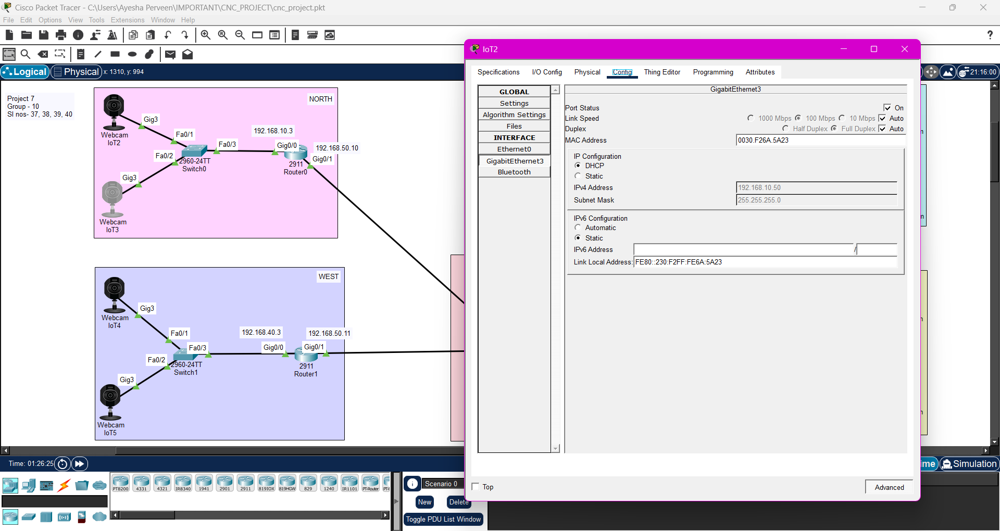 Cisco Packet Tracer - C:\Users\Ayesha Perveen\IMPORTANT\CNC_PROJECT\cnc_project.pkt
File Edit Options View Tools Extensions Window Help
?
Logical Physical x: 1310, y: 994
21:16:00
Project 7
Group - 10
Sl nos- 37, 38, 39, 40
NORTH
Webcam
IoT2
Gig3
Fa0/1
Fa0/2
2960-24TT
Switch0
Fa0/3
192.168.10.3
Gig0/0
192.168.50.10
Gig0/1
2911
Router0
Gig3
Webcam
IoT3
WEST
Webcam
IoT4
Gig3
Fa0/1
Fa0/3
Fa0/2
2960-24TT
Switch1
192.168.40.3
Gig0/0
192.168.50.11
Gig0/1
2911
Router1
Gig3
Webcam
IoT5
IoT2
Specifications I/O Config Physical Config Thing Editor Programming Attributes
GLOBAL
Settings
Algorithm Settings
Files
INTERFACE
Ethernet0
GigabitEthernet3
Bluetooth
GigabitEthernet3
Port Status On
Link Speed 1000 Mbps 100 Mbps 10 Mbps Auto
Duplex Half Duplex Full Duplex Auto
MAC Address 0030.F26A.5A23
IP Configuration
DHCP
Static
IPv4 Address 192.168.10.50
Subnet Mask 255.255.255.0
IPv6 Configuration
Automatic
Static
IPv6 Address /
Link Local Address: FE80::230:F2FF:FE6A:5A23
Top
Advanced
Time: 01:26:25
ime Simulation
PT8200 4331 4321 IR8340 1941 2901 2911 819IOX 819HGW 829 1240 IR1101 PT-Router PT-E
Scenario 0
New Delete
Toggle PDU List Window